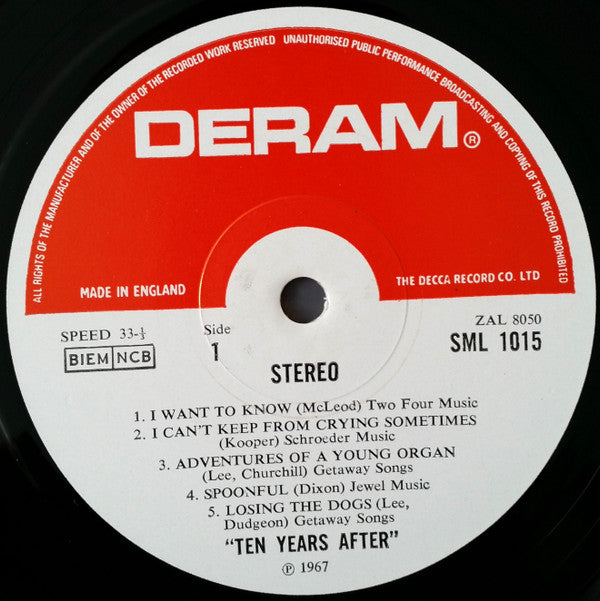 ALL RIGHTS OF THE MANUFACTURER AND OF THE OWNER OF THE RECORDED WORK RESERVED UNAUTHORISED PUBLIC PERFORMANCE BROADCASTING AND COPYING OF THIS RECORD PROHIBITED
DERAM®
MADE IN ENGLAND
THE DECCA RECORD CO. LTD
SPEED 33-⅓
BIEM NCB
Side
1
STEREO
ZAL 8050
SML 1015
1. I WANT TO KNOW (McLeod) Two Four Music
2. I CAN'T KEEP FROM CRYING SOMETIMES
(Kooper) Schroeder Music
3. ADVENTURES OF A YOUNG ORGAN
(Lee, Churchill) Getaway Songs
4. SPOONFUL (Dixon) Jewel Music
5. LOSING THE DOGS (Lee,
Dudgeon) Getaway Songs
"TEN YEARS AFTER"
℗ 1967